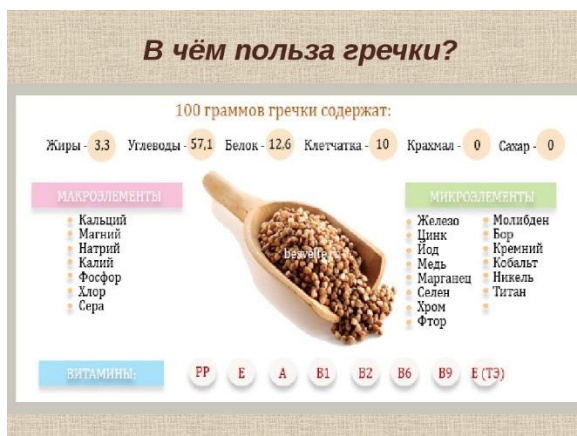 В чём польза гречки?
100 граммов гречки содержат:
Жиры - 3,3 Углеводы - 57,1 Белок - 12,6 Клетчатка - 10 Крахмал - 0 Сахар - 0
МАКРОЭЛЕМЕНТЫ
Кальций
Магний
Натрий
Калий
Фосфор
Хлор
Сера
МИКРОЭЛЕМЕНТЫ
Железо
Цинк
Йод
Медь
Марганец
Селен
Хром
Фтор
Молибден
Бор
Кремний
Кобальт
Никель
Титан
ВИТАМИНЫ:
PP E A B1 B2 B6 B9 E (ТЭ)